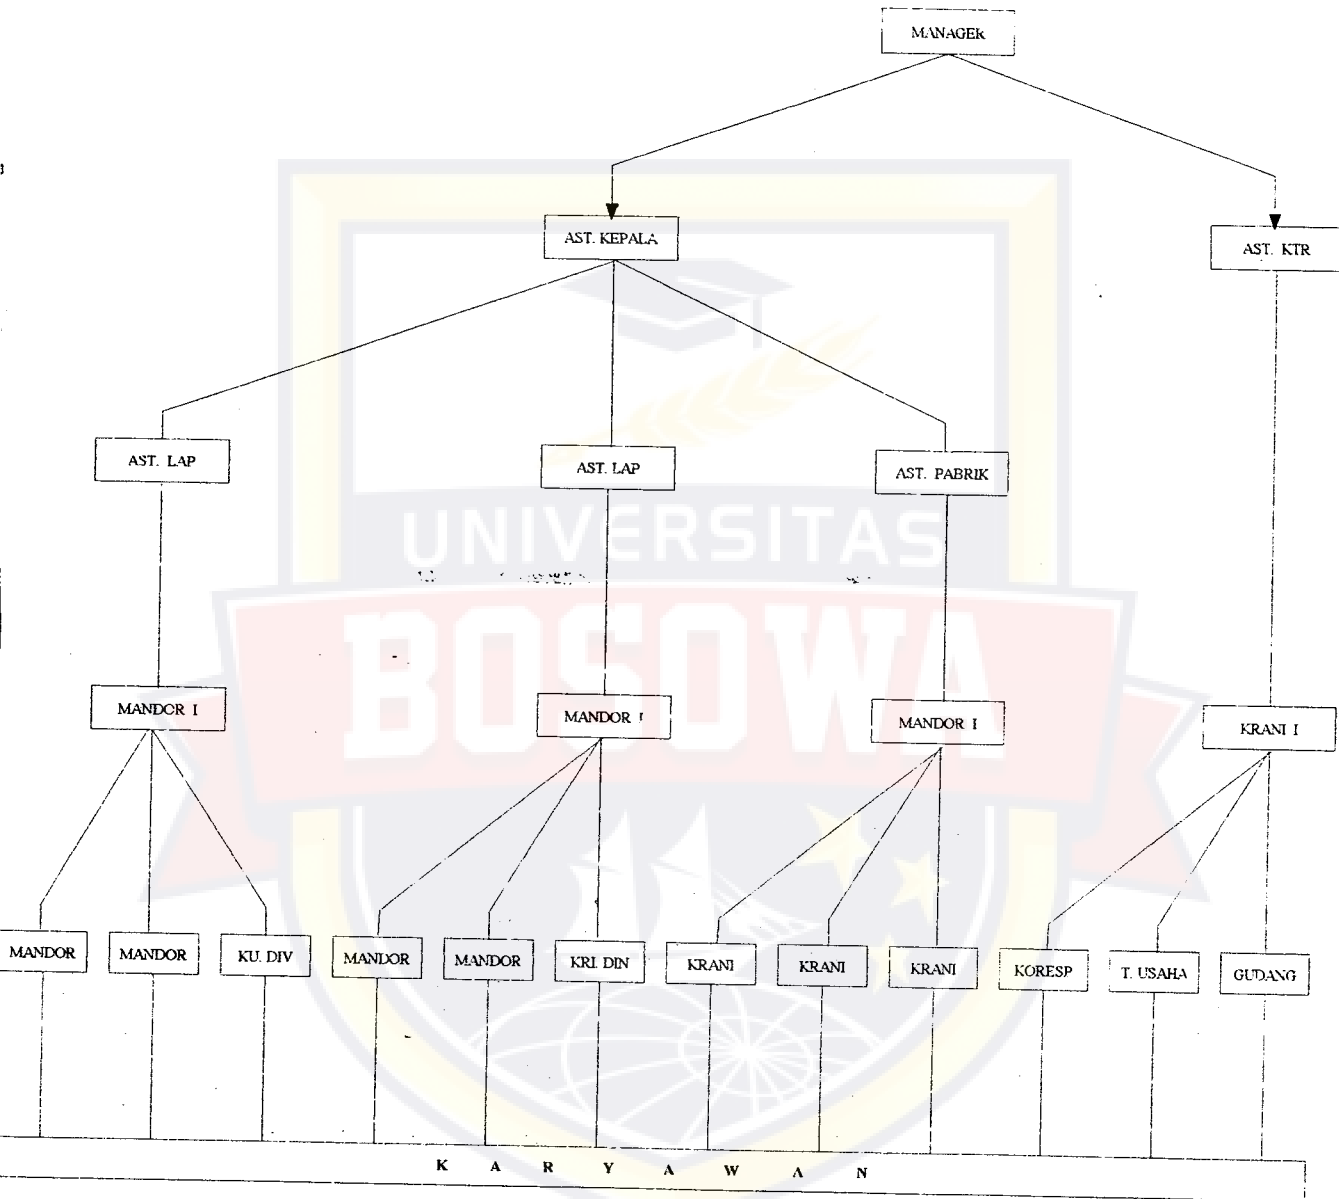 MANAGER
AST. KEPALA
AST. KTR
AST. LAP
AST. LAP
AST. PABRIK
UNIVERSITAS
BOSOWA
MANDOR I
MANDOR I
MANDOR I
KRANI I
MANDOR
MANDOR
KU. DIV
MANDOR
MANDOR
KRI. DIN
KRANI
KRANI
KRANI
KORESP
T. USAHA
GUDANG
K A R Y A W A N